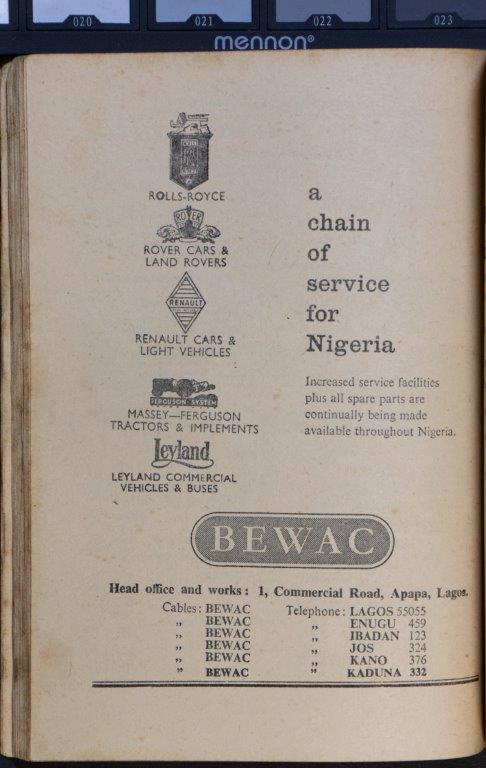 020 021 022 023
mennon®
ROLLS-ROYCE
ROVER
ROVER CARS &
LAND ROVERS
RENAULT
RENAULT CARS &
LIGHT VEHICLES
FERGUSON SYSTEM
MASSEY—FERGUSON
TRACTORS & IMPLEMENTS
Leyland
LEYLAND COMMERCIAL
VEHICLES & BUSES
a
chain
of
service
for
Nigeria
Increased service facilities
plus all spare parts are
continually being made
available throughout Nigeria.
BEWAC
Head office and works: 1, Commercial Road, Apapa, Lagos.
Cables: BEWAC Telephone: LAGOS 55055
„ BEWAC „ ENUGU 459
„ BEWAC „ IBADAN 123
„ BEWAC „ JOS 324
„ BEWAC „ KANO 376
„ BEWAC „ KADUNA 332